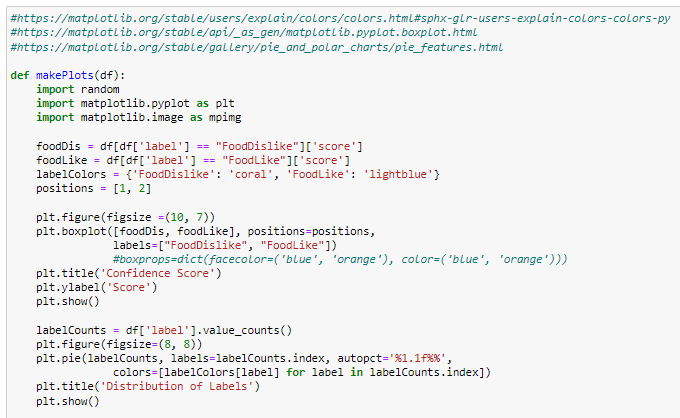 #https://matplotlib.org/stable/users/explain/colors/colors.html#sphx-glr-users-explain-colors-colors-py
#https://matplotlib.org/stable/api/_as_gen/matplotlib.pyplot.boxplot.html
#https://matplotlib.org/stable/gallery/pie_and_polar_charts/pie_features.html

def makePlots(df):
    import random
    import matplotlib.pyplot as plt
    import matplotlib.image as mpimg

    foodDis = df[df['label'] == "FoodDislike"]['score']
    foodLike = df[df['label'] == "FoodLike"]['score']
    labelColors = {'FoodDislike': 'coral', 'FoodLike': 'lightblue'}
    positions = [1, 2]

    plt.figure(figsize =(10, 7))
    plt.boxplot([foodDis, foodLike], positions=positions,
                labels=["FoodDislike", "FoodLike"])
                #boxprops=dict(facecolor=('blue', 'orange'), color=('blue', 'orange')))
    plt.title('Confidence Score')
    plt.ylabel('Score')
    plt.show()

    labelCounts = df['label'].value_counts()
    plt.figure(figsize=(8, 8))
    plt.pie(labelCounts, labels=labelCounts.index, autopct='%1.1f%%',
                colors=[labelColors[label] for label in labelCounts.index])
    plt.title('Distribution of Labels')
    plt.show()